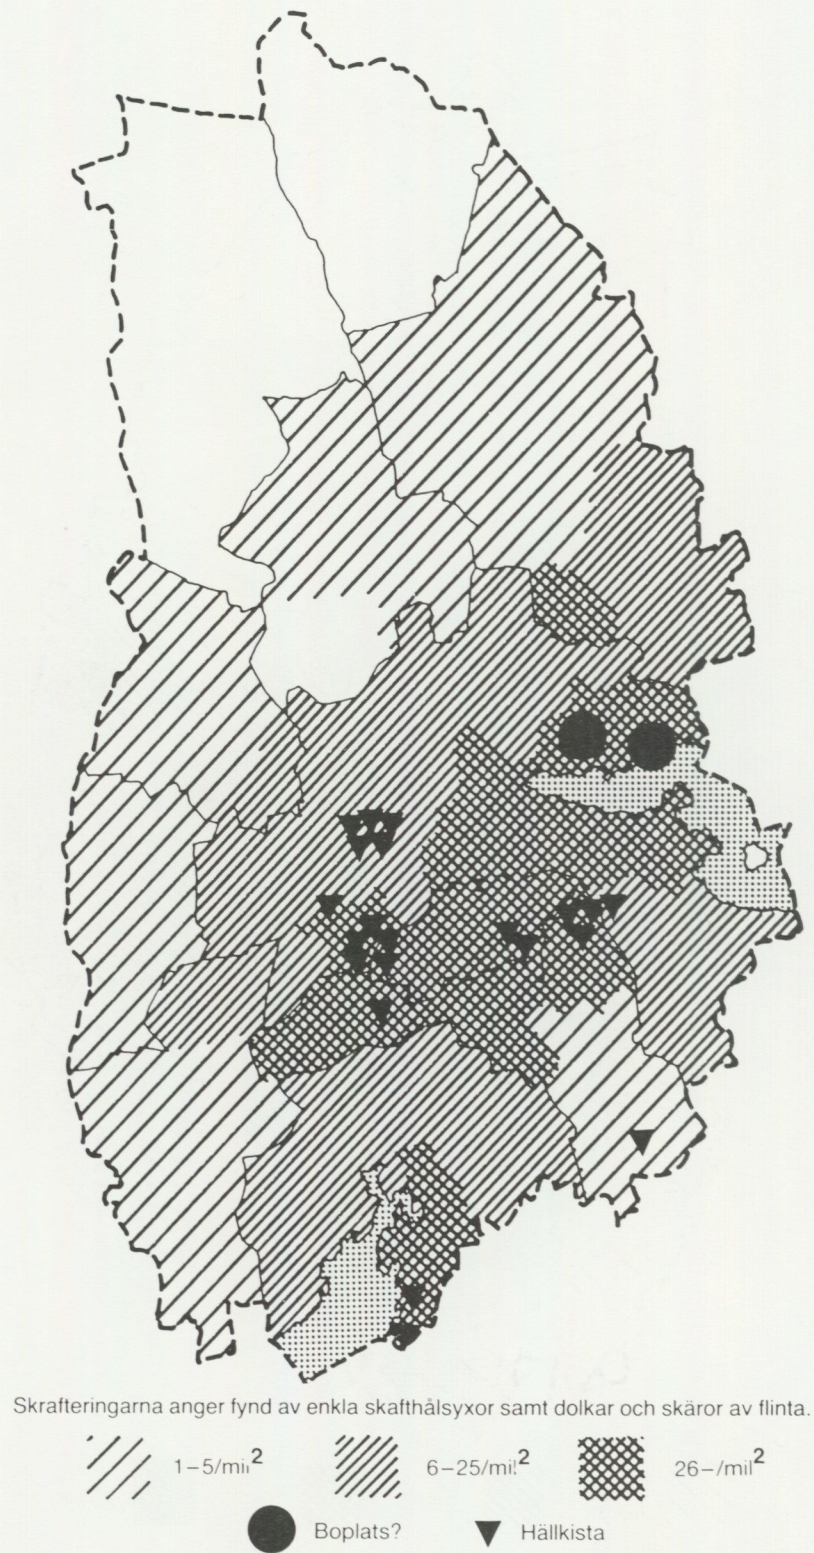 Skrafteringarna anger fynd av enkla skafthålsyxor samt dolkar och skäror av flinta.
1–5/mil² 6–25/mil² 26–/mil²
Boplats? Hällkista